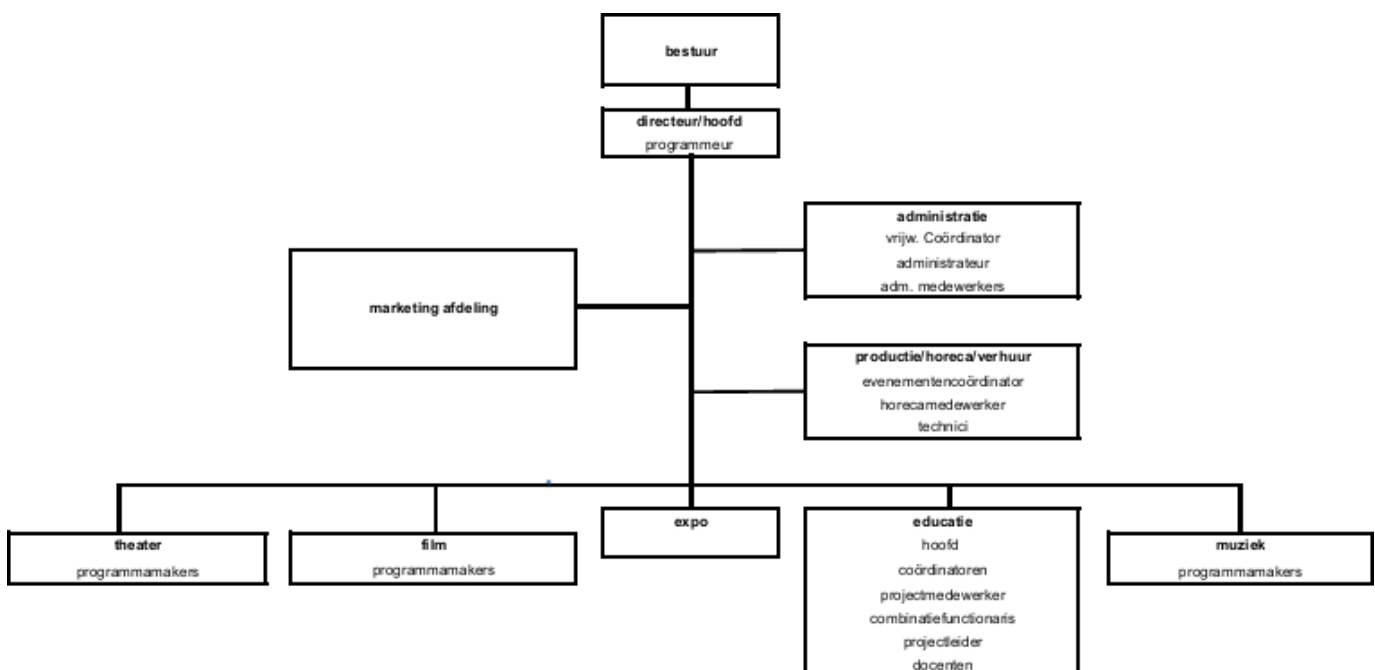 bestuur
directeur/hoofd
programmeur
administratie
vrijw. Coördinator
administrateur
adm. medewerkers
marketing afdeling
productie/horeca/verhuur
evenementencoördinator
horecamedewerker
technici
theater
programmamakers
film
programmamakers
expo
educatie
hoofd
coördinatoren
projectmedewerker
combinatiefunctionaris
projectleider
docenten
muziek
programmamakers